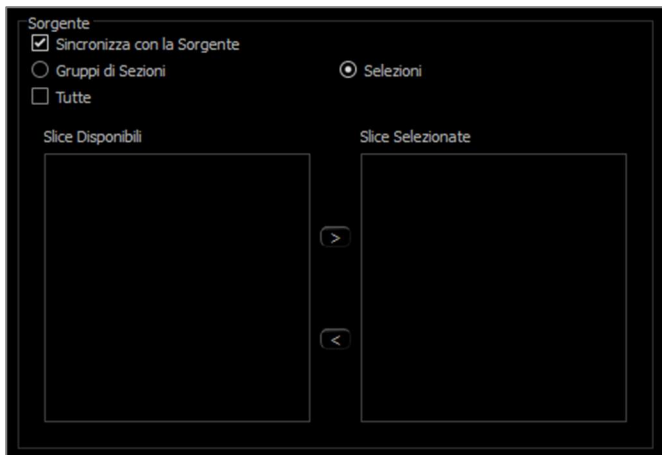 Sorgente
Sincronizza con la Sorgente
Gruppi di Sezioni Selezioni
Tutte
Slice Disponibili Slice Selezionate
>
<